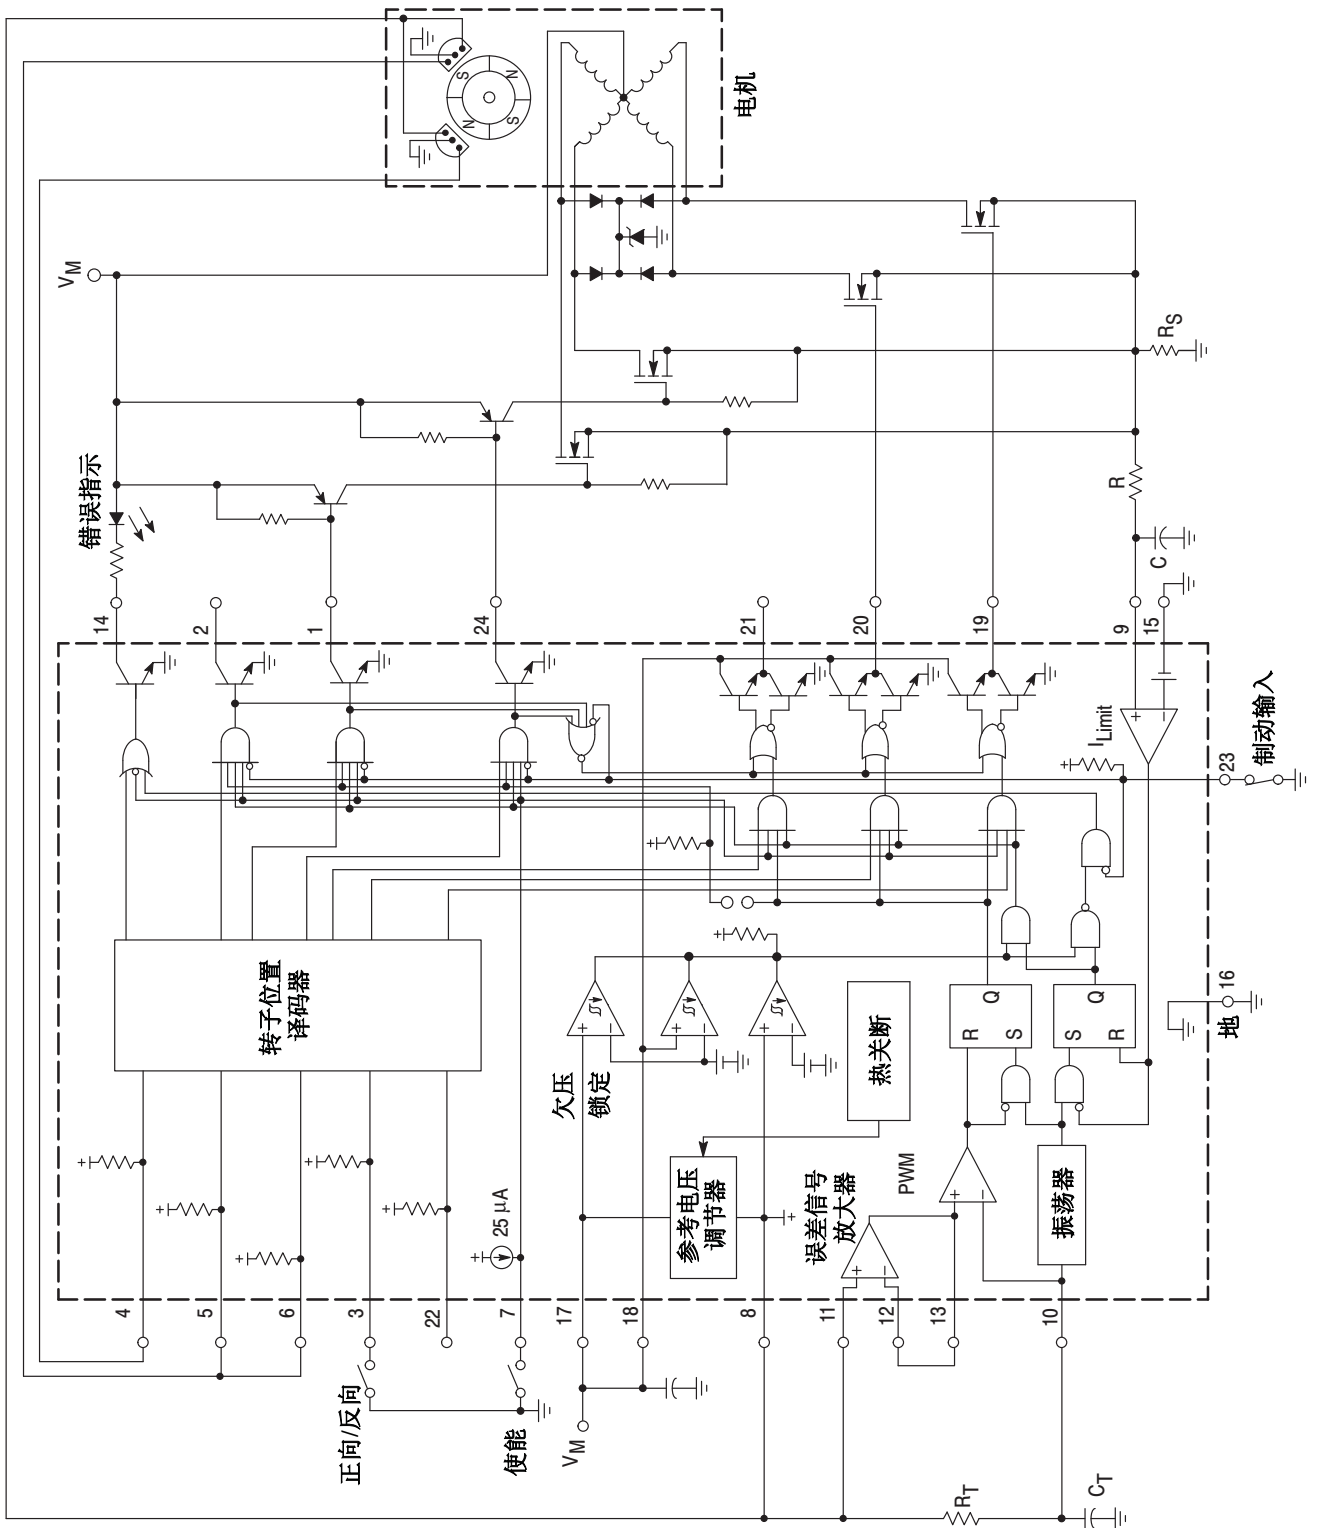 V_M
错误指示
14
2
1
24
21
20
19
9
15
N
S
N
S
电机
R_S
R
C
转子位置
译码器
欠压
锁定
热关断
参考电压
调节器
误差信号
放大器
PWM
振荡器
R
S
Q
S
R
Q
I_Limit
25 μA
地
16
23
制动输入
4
5
6
3
22
7
17
18
8
11
12
13
10
正向/反向
使能
V_M
R_T
C_T
+
+
+
+
+
+
+
+
+
+
+
−
+
−
+
−
+
−
+
−
+
−